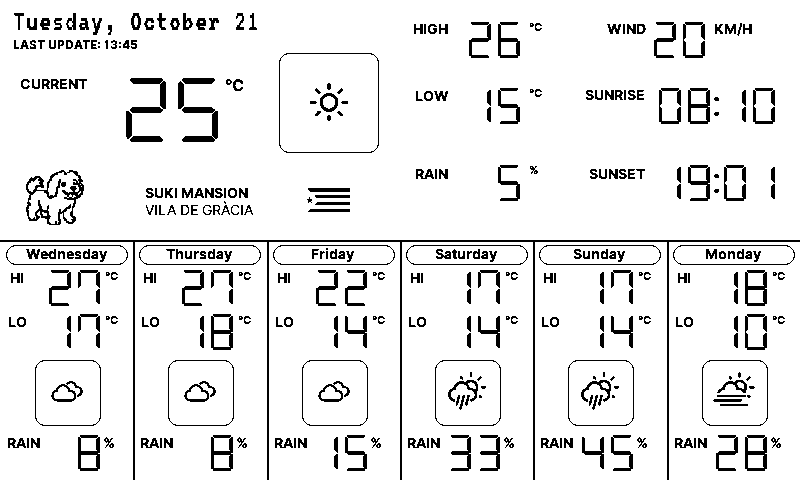 Tuesday, October 21
LAST UPDATE: 13:45
CURRENT 25 °C
HIGH 26 °C
LOW 15 °C
RAIN 5 %
WIND 20 KM/H
SUNRISE 08:10
SUNSET 19:01
SUKI MANSION
VILA DE GRÀCIA
Wednesday
HI 27 °C
LO 17 °C
RAIN 8 %
Thursday
HI 27 °C
LO 18 °C
RAIN 8 %
Friday
HI 22 °C
LO 14 °C
RAIN 15 %
Saturday
HI 17 °C
LO 14 °C
RAIN 33 %
Sunday
HI 17 °C
LO 14 °C
RAIN 45 %
Monday
HI 18 °C
LO 10 °C
RAIN 28 %